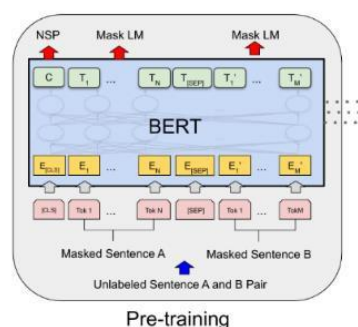 NSP Mask LM Mask LM
C T1 ... TN T[SEP] T1' ... TM'
BERT
E[CLS] E1 ... EN E[SEP] E1' ... EM'
[CLS] Tok 1 ... Tok N [SEP] Tok 1 ... TokM
Masked Sentence A Masked Sentence B
Unlabeled Sentence A and B Pair
Pre-training